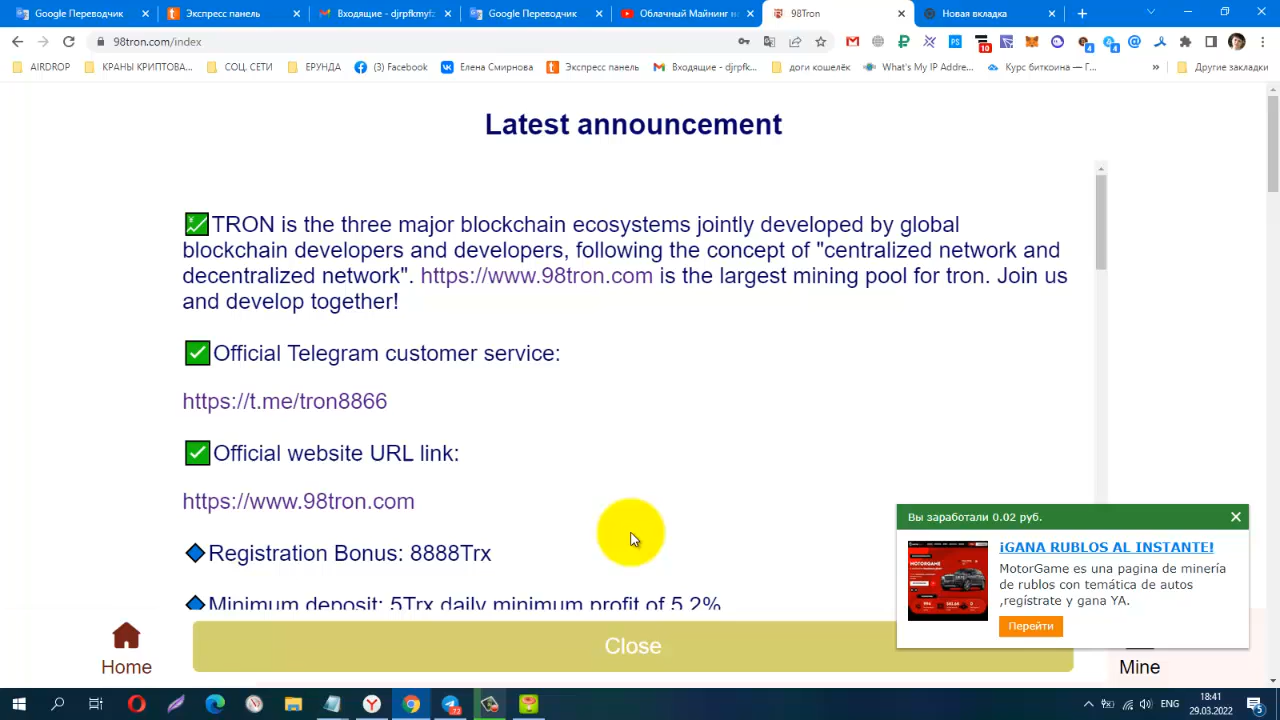 Google Переводчик
Экспресс панель
Входящие - djrpfkmyf
Google Переводчик
Облачный Майнинг в
98Tron
Новая вкладка
98tron.com/index
10
4
4
AIRDROP
КРАНЫ КРИПТОВА...
СОЦ. СЕТИ
ЕРУНДА
(3) Facebook
Елена Смирнова
Экспресс панель
Входящие - djrpfk...
доги кошелёк
What's My IP Addre...
Курс биткоина — Г...
»
Другие закладки
Latest announcement
TRON is the three major blockchain ecosystems jointly developed by global
blockchain developers and developers, following the concept of "centralized network and
decentralized network". https://www.98tron.com is the largest mining pool for tron. Join us
and develop together!
Official Telegram customer service:
https://t.me/tron8866
Official website URL link:
https://www.98tron.com
Registration Bonus: 8888Trx
Minimum deposit: 5Trx daily minimum profit of 5.2%
Close
Home
Mine
Вы заработали 0.02 руб.
¡GANA RUBLOS AL INSTANTE!
MotorGame es una pagina de minería
de rublos con temática de autos
,regístrate y gana YA.
Перейти
MOTORGAME
ENG
18:41
29.03.2022
5